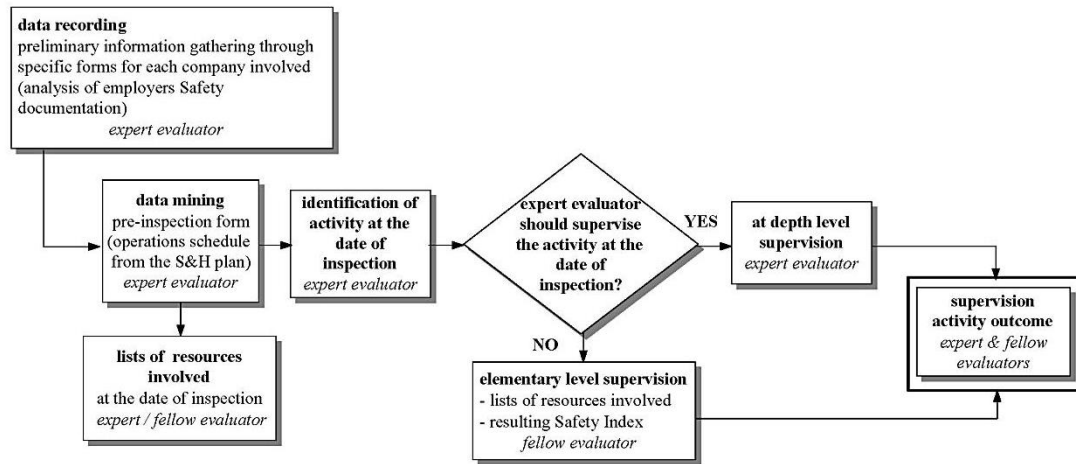 data recording
preliminary information gathering through
specific forms for each company involved
(analysis of employers Safety
documentation)
expert evaluator
data mining
pre-inspection form
(operations schedule
from the S&H plan)
expert evaluator
lists of resources
involved
at the date of inspection
expert / fellow evaluator
identification of
activity at the
date of
inspection
expert evaluator
expert evaluator
should supervise
the activity at the
date of
inspection?
YES
at depth level
supervision
expert evaluator
NO
elementary level supervision
- lists of resources involved
- resulting Safety Index
fellow evaluator
supervision
activity outcome
expert & fellow
evaluators